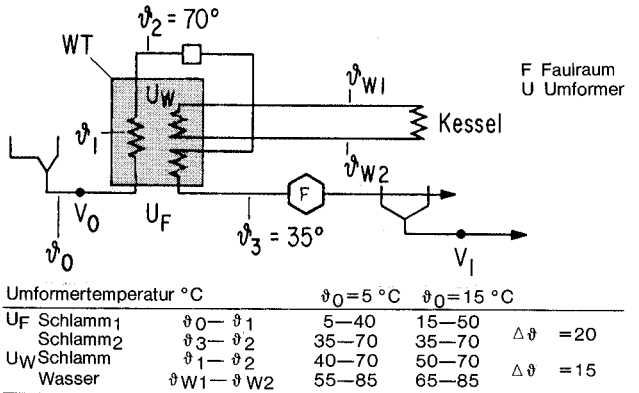 ϑ2 = 70°
WT
UW
ϑW1
F Faulraum
U Umformer
ϑ1
Kessel
ϑW2
F
V0
UF
ϑ0
ϑ3 = 35°
V1
Umformertemperatur °C ϑ0=5 °C ϑ0=15 °C
UF Schlamm1 ϑ0— ϑ1 5—40 15—50
Schlamm2 ϑ3— ϑ2 35—70 35—70 Δϑ =20
UW Schlamm ϑ1— ϑ2 40—70 50—70
Wasser ϑW1— ϑW2 55—85 65—85 Δϑ =15